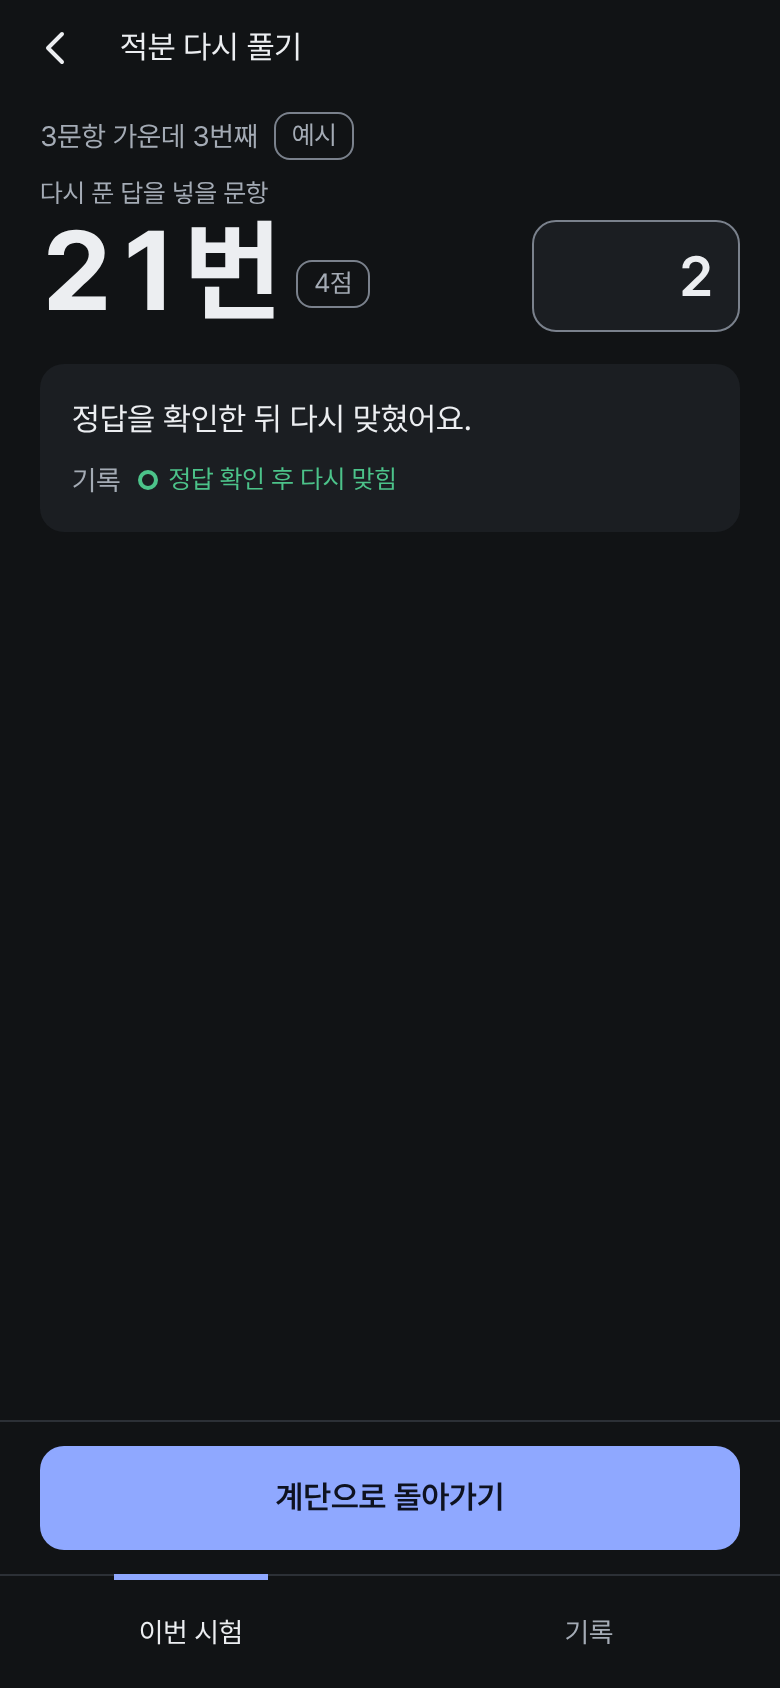 적분 다시 풀기
3문항 가운데 3번째 예시
다시 푼 답을 넣을 문항
21번 4점 2
정답을 확인한 뒤 다시 맞혔어요.
기록 정답 확인 후 다시 맞힘
계단으로 돌아가기
이번 시험 기록